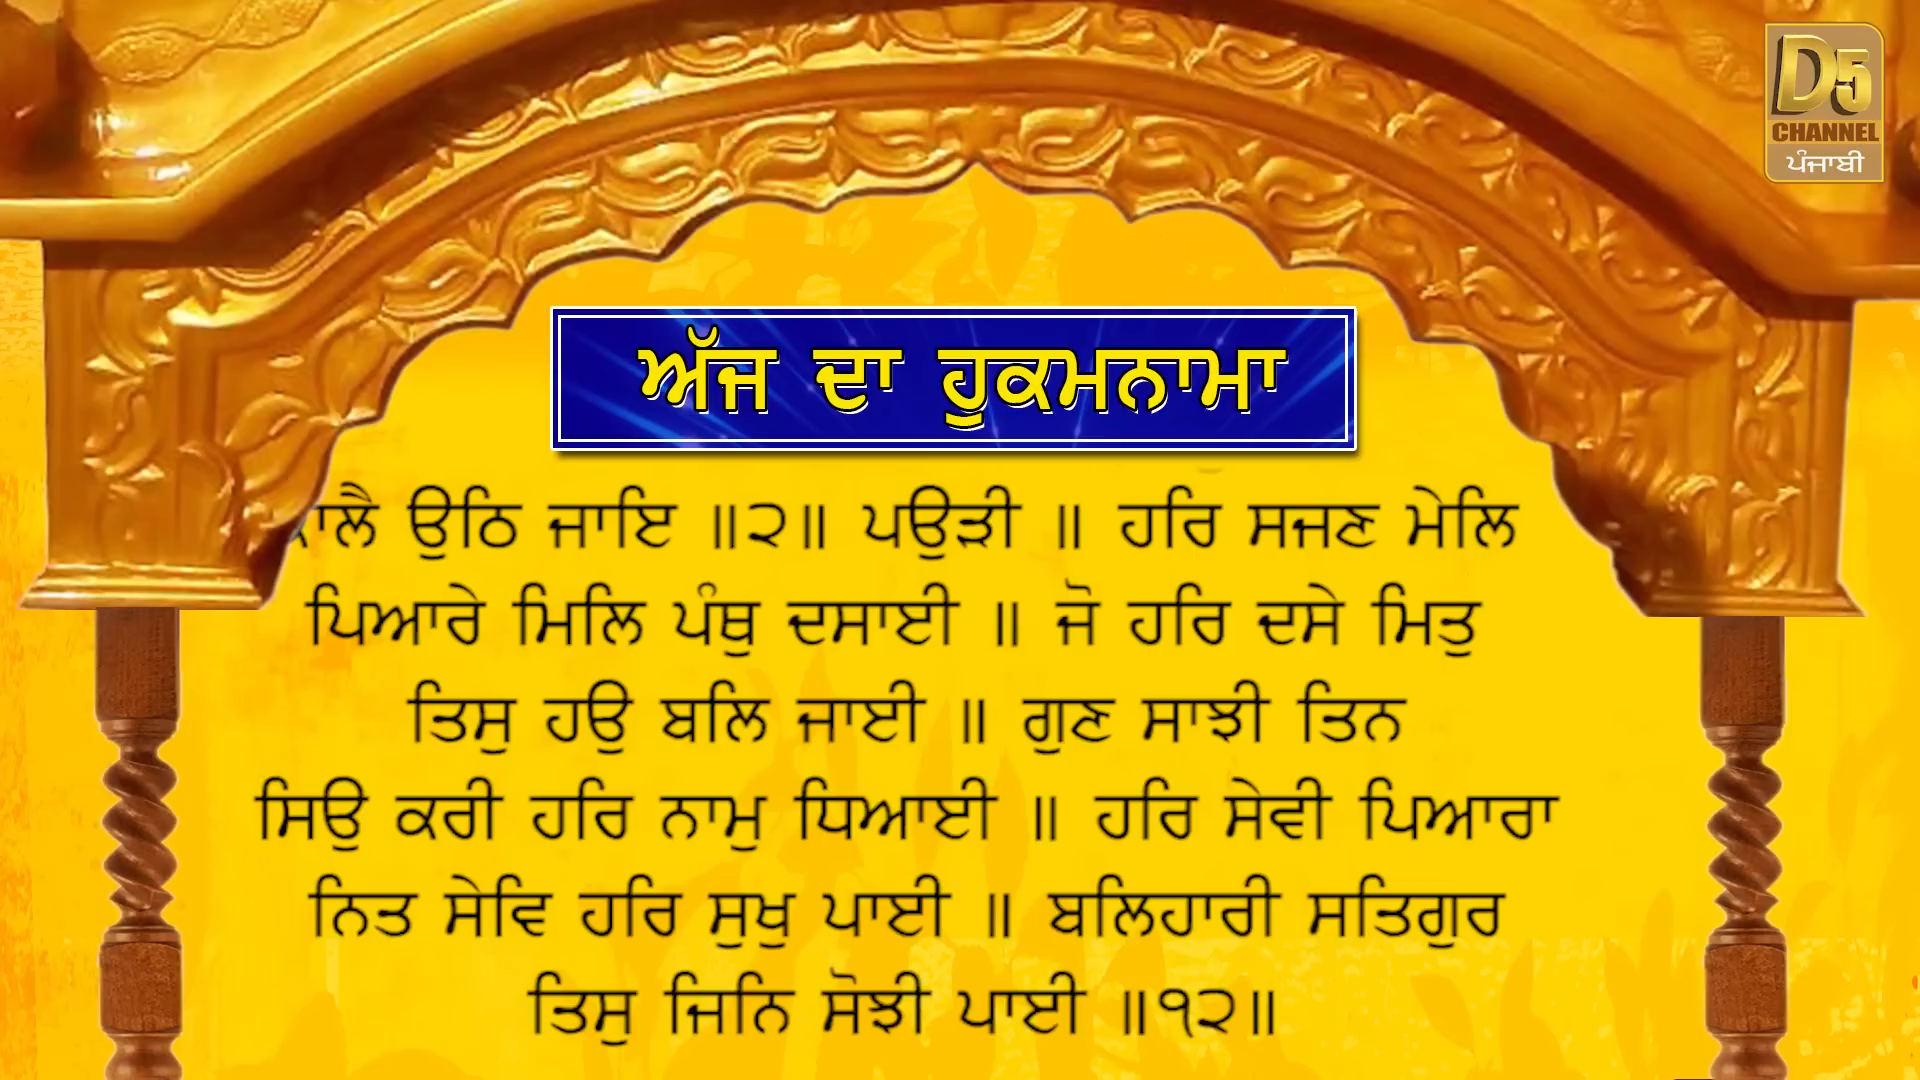 D5
CHANNEL
ਪੰਜਾਬੀ
ਅੱਜ ਦਾ ਹੁਕਮਨਾਮਾ
ਉਠਿ ਜਾਇ ॥੨॥ ਪਉੜੀ ॥ ਹਰਿ ਸਜਣ ਮੇਲਿ
ਪਿਆਰੇ ਮਿਲਿ ਪੰਥੁ ਦਸਾਈ ॥ ਜੋ ਹਰਿ ਦਸੇ ਮਿਤੁ
ਤਿਸੁ ਹਉ ਬਲਿ ਜਾਈ ॥ ਗੁਣ ਸਾਝੀ ਤਿਨ
ਸਿਉ ਕਰੀ ਹਰਿ ਨਾਮੁ ਧਿਆਈ ॥ ਹਰਿ ਸੇਵੀ ਪਿਆਰਾ
ਨਿਤ ਸੇਵਿ ਹਰਿ ਸੁਖੁ ਪਾਈ ॥ ਬਲਿਹਾਰੀ ਸਤਿਗੁਰ
ਤਿਸੁ ਜਿਨਿ ਸੋਝੀ ਪਾਈ ॥੧੨॥